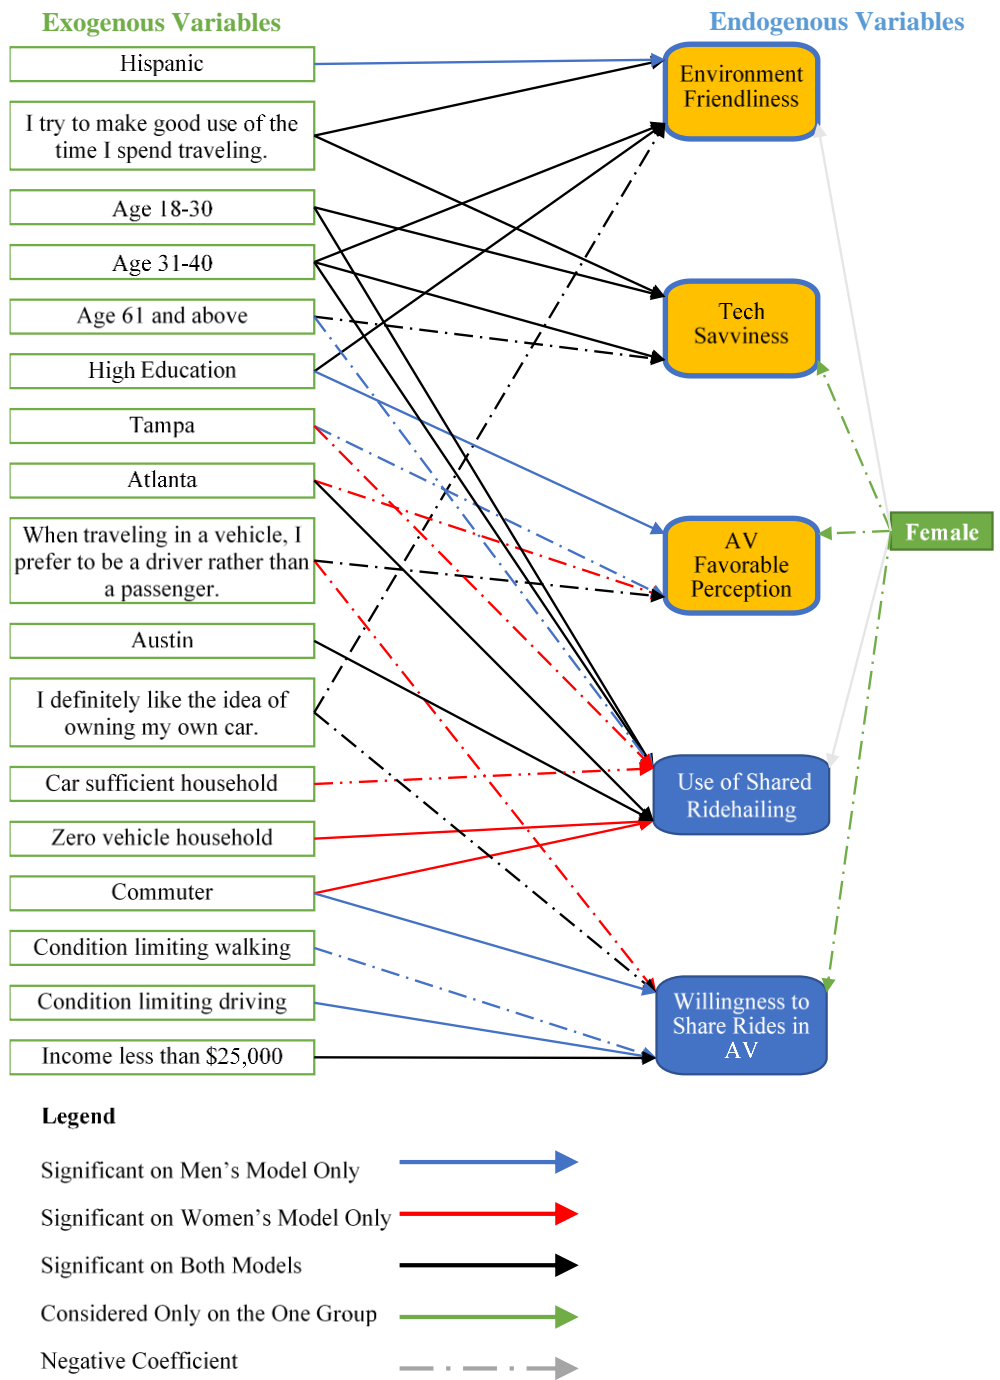 Exogenous Variables
Endogenous Variables
Hispanic
I try to make good use of the
time I spend traveling.
Age 18-30
Age 31-40
Age 61 and above
High Education
Tampa
Atlanta
When traveling in a vehicle, I
prefer to be a driver rather than
a passenger.
Austin
I definitely like the idea of
owning my own car.
Car sufficient household
Zero vehicle household
Commuter
Condition limiting walking
Condition limiting driving
Income less than $25,000
Environment
Friendliness
Tech
Savviness
AV
Favorable
Perception
Use of Shared
Ridehailing
Willingness to
Share Rides in
AV
Female
Legend
Significant on Men's Model Only
Significant on Women's Model Only
Significant on Both Models
Considered Only on the One Group
Negative Coefficient